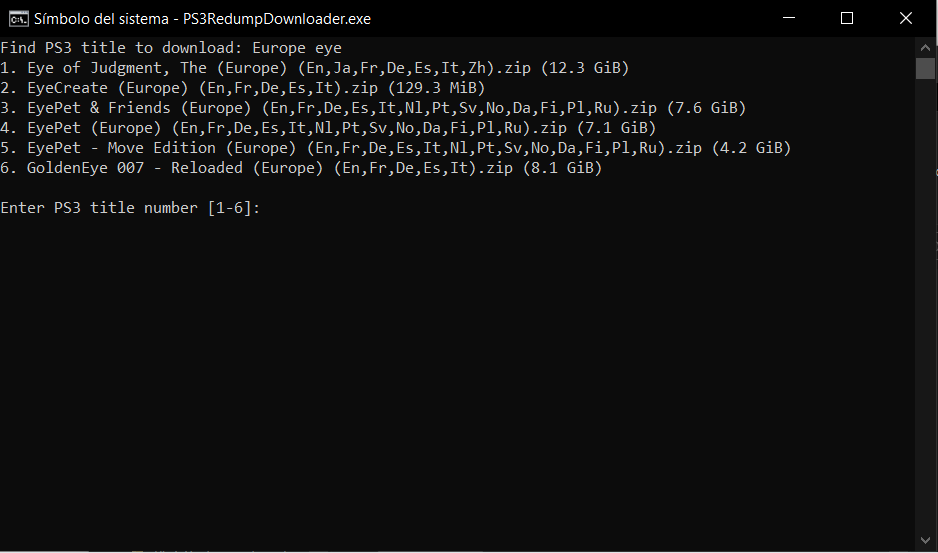 Símbolo del sistema - PS3RedumpDownloader.exe
Find PS3 title to download: Europe eye
1. Eye of Judgment, The (Europe) (En,Ja,Fr,De,Es,It,Zh).zip (12.3 GiB)
2. EyeCreate (Europe) (En,Fr,De,Es,It).zip (129.3 MiB)
3. EyePet & Friends (Europe) (En,Fr,De,Es,It,Nl,Pt,Sv,No,Da,Fi,Pl,Ru).zip (7.6 GiB)
4. EyePet (Europe) (En,Fr,De,Es,It,Nl,Pt,Sv,No,Da,Fi,Pl,Ru).zip (7.1 GiB)
5. EyePet - Move Edition (Europe) (En,Fr,De,Es,It,Nl,Pt,Sv,No,Da,Fi,Pl,Ru).zip (4.2 GiB)
6. GoldenEye 007 - Reloaded (Europe) (En,Fr,De,Es,It).zip (8.1 GiB)
Enter PS3 title number [1-6]: